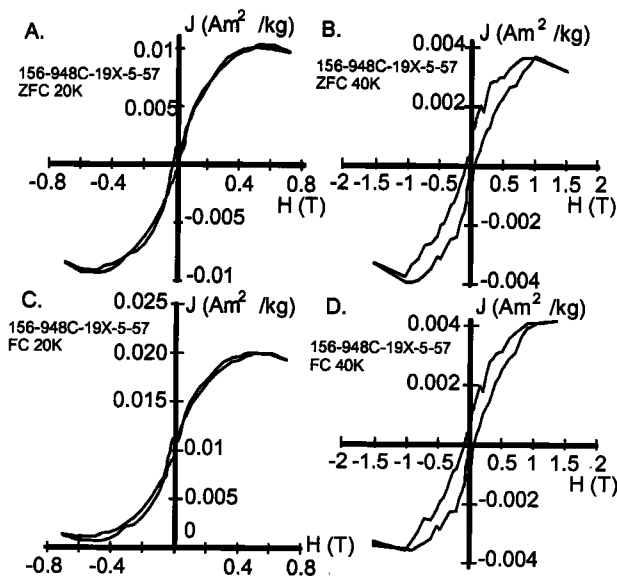 A.
J (Am² /kg)
156-948C-19X-5-57
ZFC 20K
0.01
0.005
-0.8 -0.4 0.4 0.8
H (T)
-0.005
-0.01
B.
J (Am² /kg)
156-948C-19X-5-57
ZFC 40K
0.004
0.002
-2 -1.5 -1 -0.5 0.5 1 1.5 2
H (T)
-0.002
-0.004
C.
J (Am² /kg)
156-948C-19X-5-57
FC 20K
0.025
0.020
0.015
0.010
0.005
0
-0.8 -0.4 0.4 0.8
H (T)
D.
J (Am² /kg)
156-948C-19X-5-57
FC 40K
0.004
0.002
-2 -1.5 -1 -0.5 0.5 1 1.5 2
H (T)
-0.002
-0.004